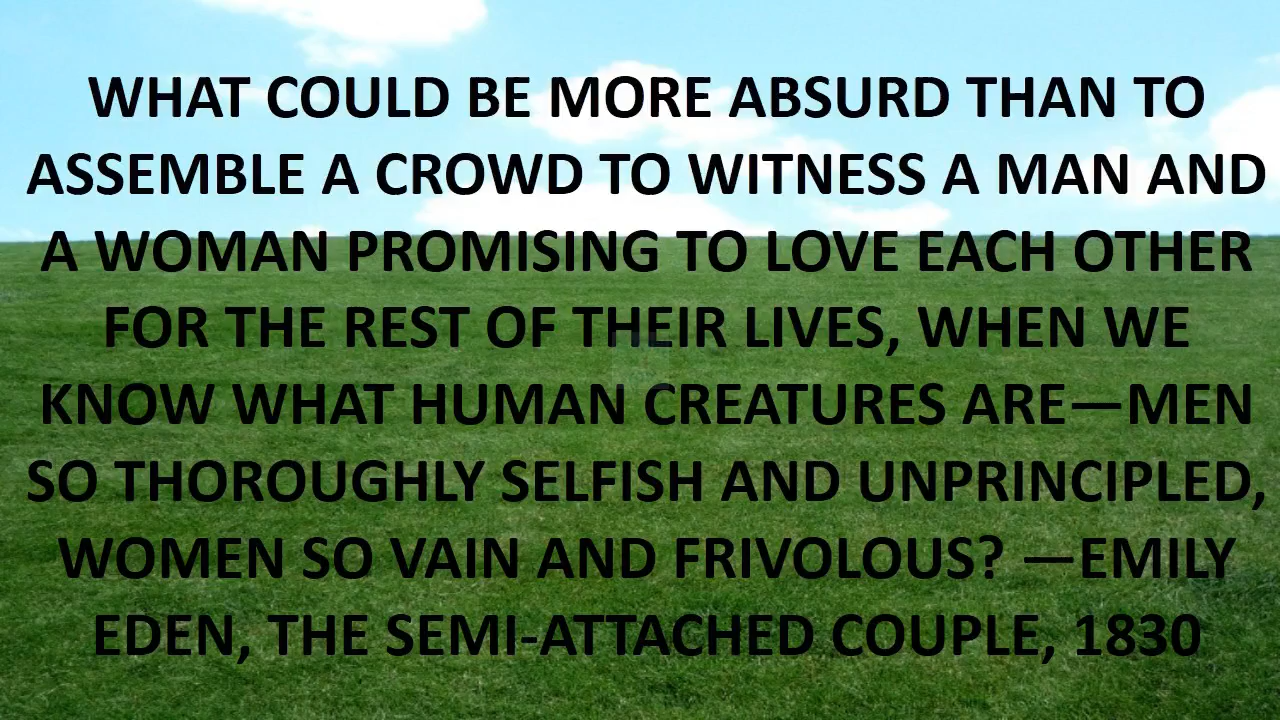 WHAT COULD BE MORE ABSURD THAN TO
ASSEMBLE A CROWD TO WITNESS A MAN AND
A WOMAN PROMISING TO LOVE EACH OTHER
FOR THE REST OF THEIR LIVES, WHEN WE
KNOW WHAT HUMAN CREATURES ARE—MEN
SO THOROUGHLY SELFISH AND UNPRINCIPLED,
WOMEN SO VAIN AND FRIVOLOUS? —EMILY
EDEN, THE SEMI-ATTACHED COUPLE, 1830